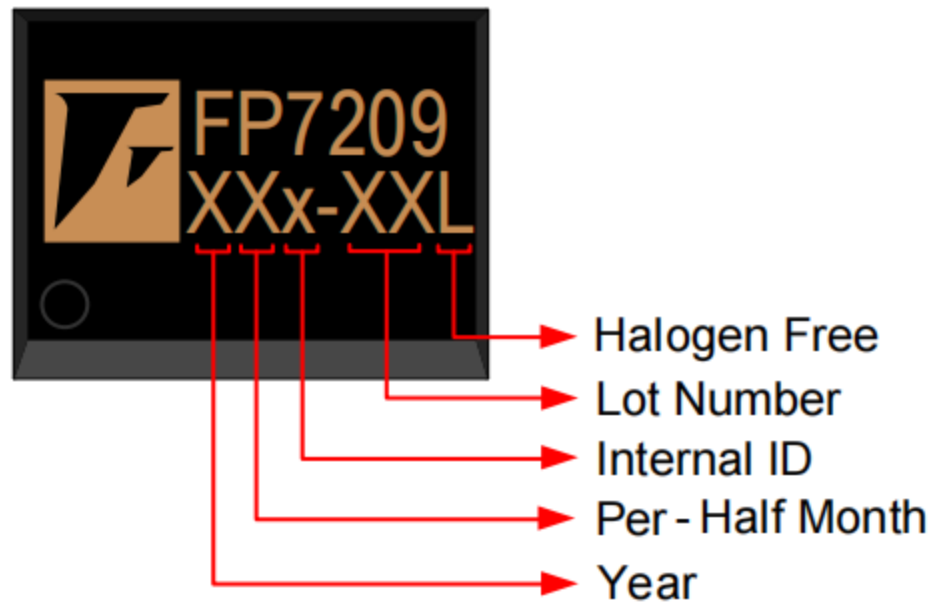 FP7209
XXx-XXL
Halogen Free
Lot Number
Internal ID
Per-Half Month
Year